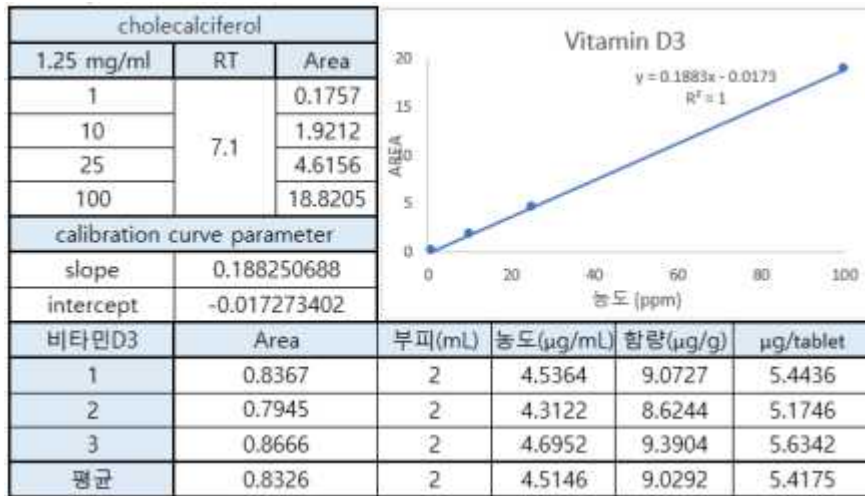 cholecalciferol
1.25 mg/ml RT Area
1 7.1 0.1757
10 1.9212
25 4.6156
100 18.8205
calibration curve parameter
slope 0.188250688
intercept -0.017273402
Vitamin D3
y = 0.1883x - 0.0173
R² = 1
20
15
10
5
0
AREA
0 20 40 60 80 100
농도 (ppm)
비타민D3 Area 부피(mL) 농도(µg/mL) 함량(µg/g) µg/tablet
1 0.8367 2 4.5364 9.0727 5.4436
2 0.7945 2 4.3122 8.6244 5.1746
3 0.8666 2 4.6952 9.3904 5.6342
평균 0.8326 2 4.5146 9.0292 5.4175